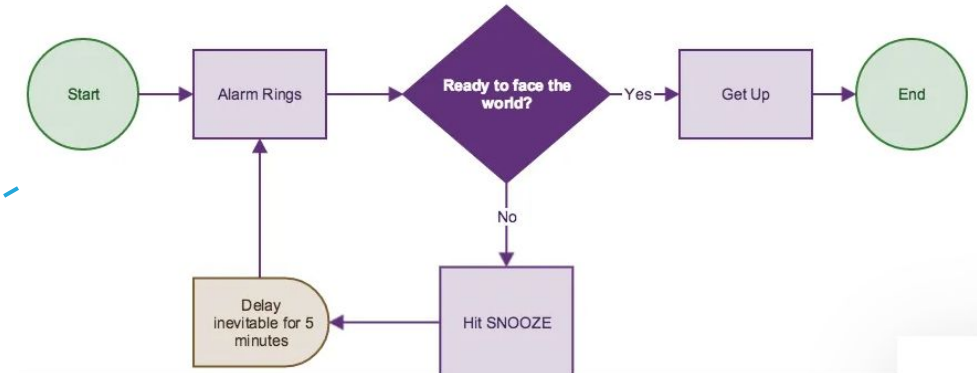 Start
Alarm Rings
Ready to face the
world?
Yes
Get Up
End
No
Delay
inevitable for 5
minutes
Hit SNOOZE